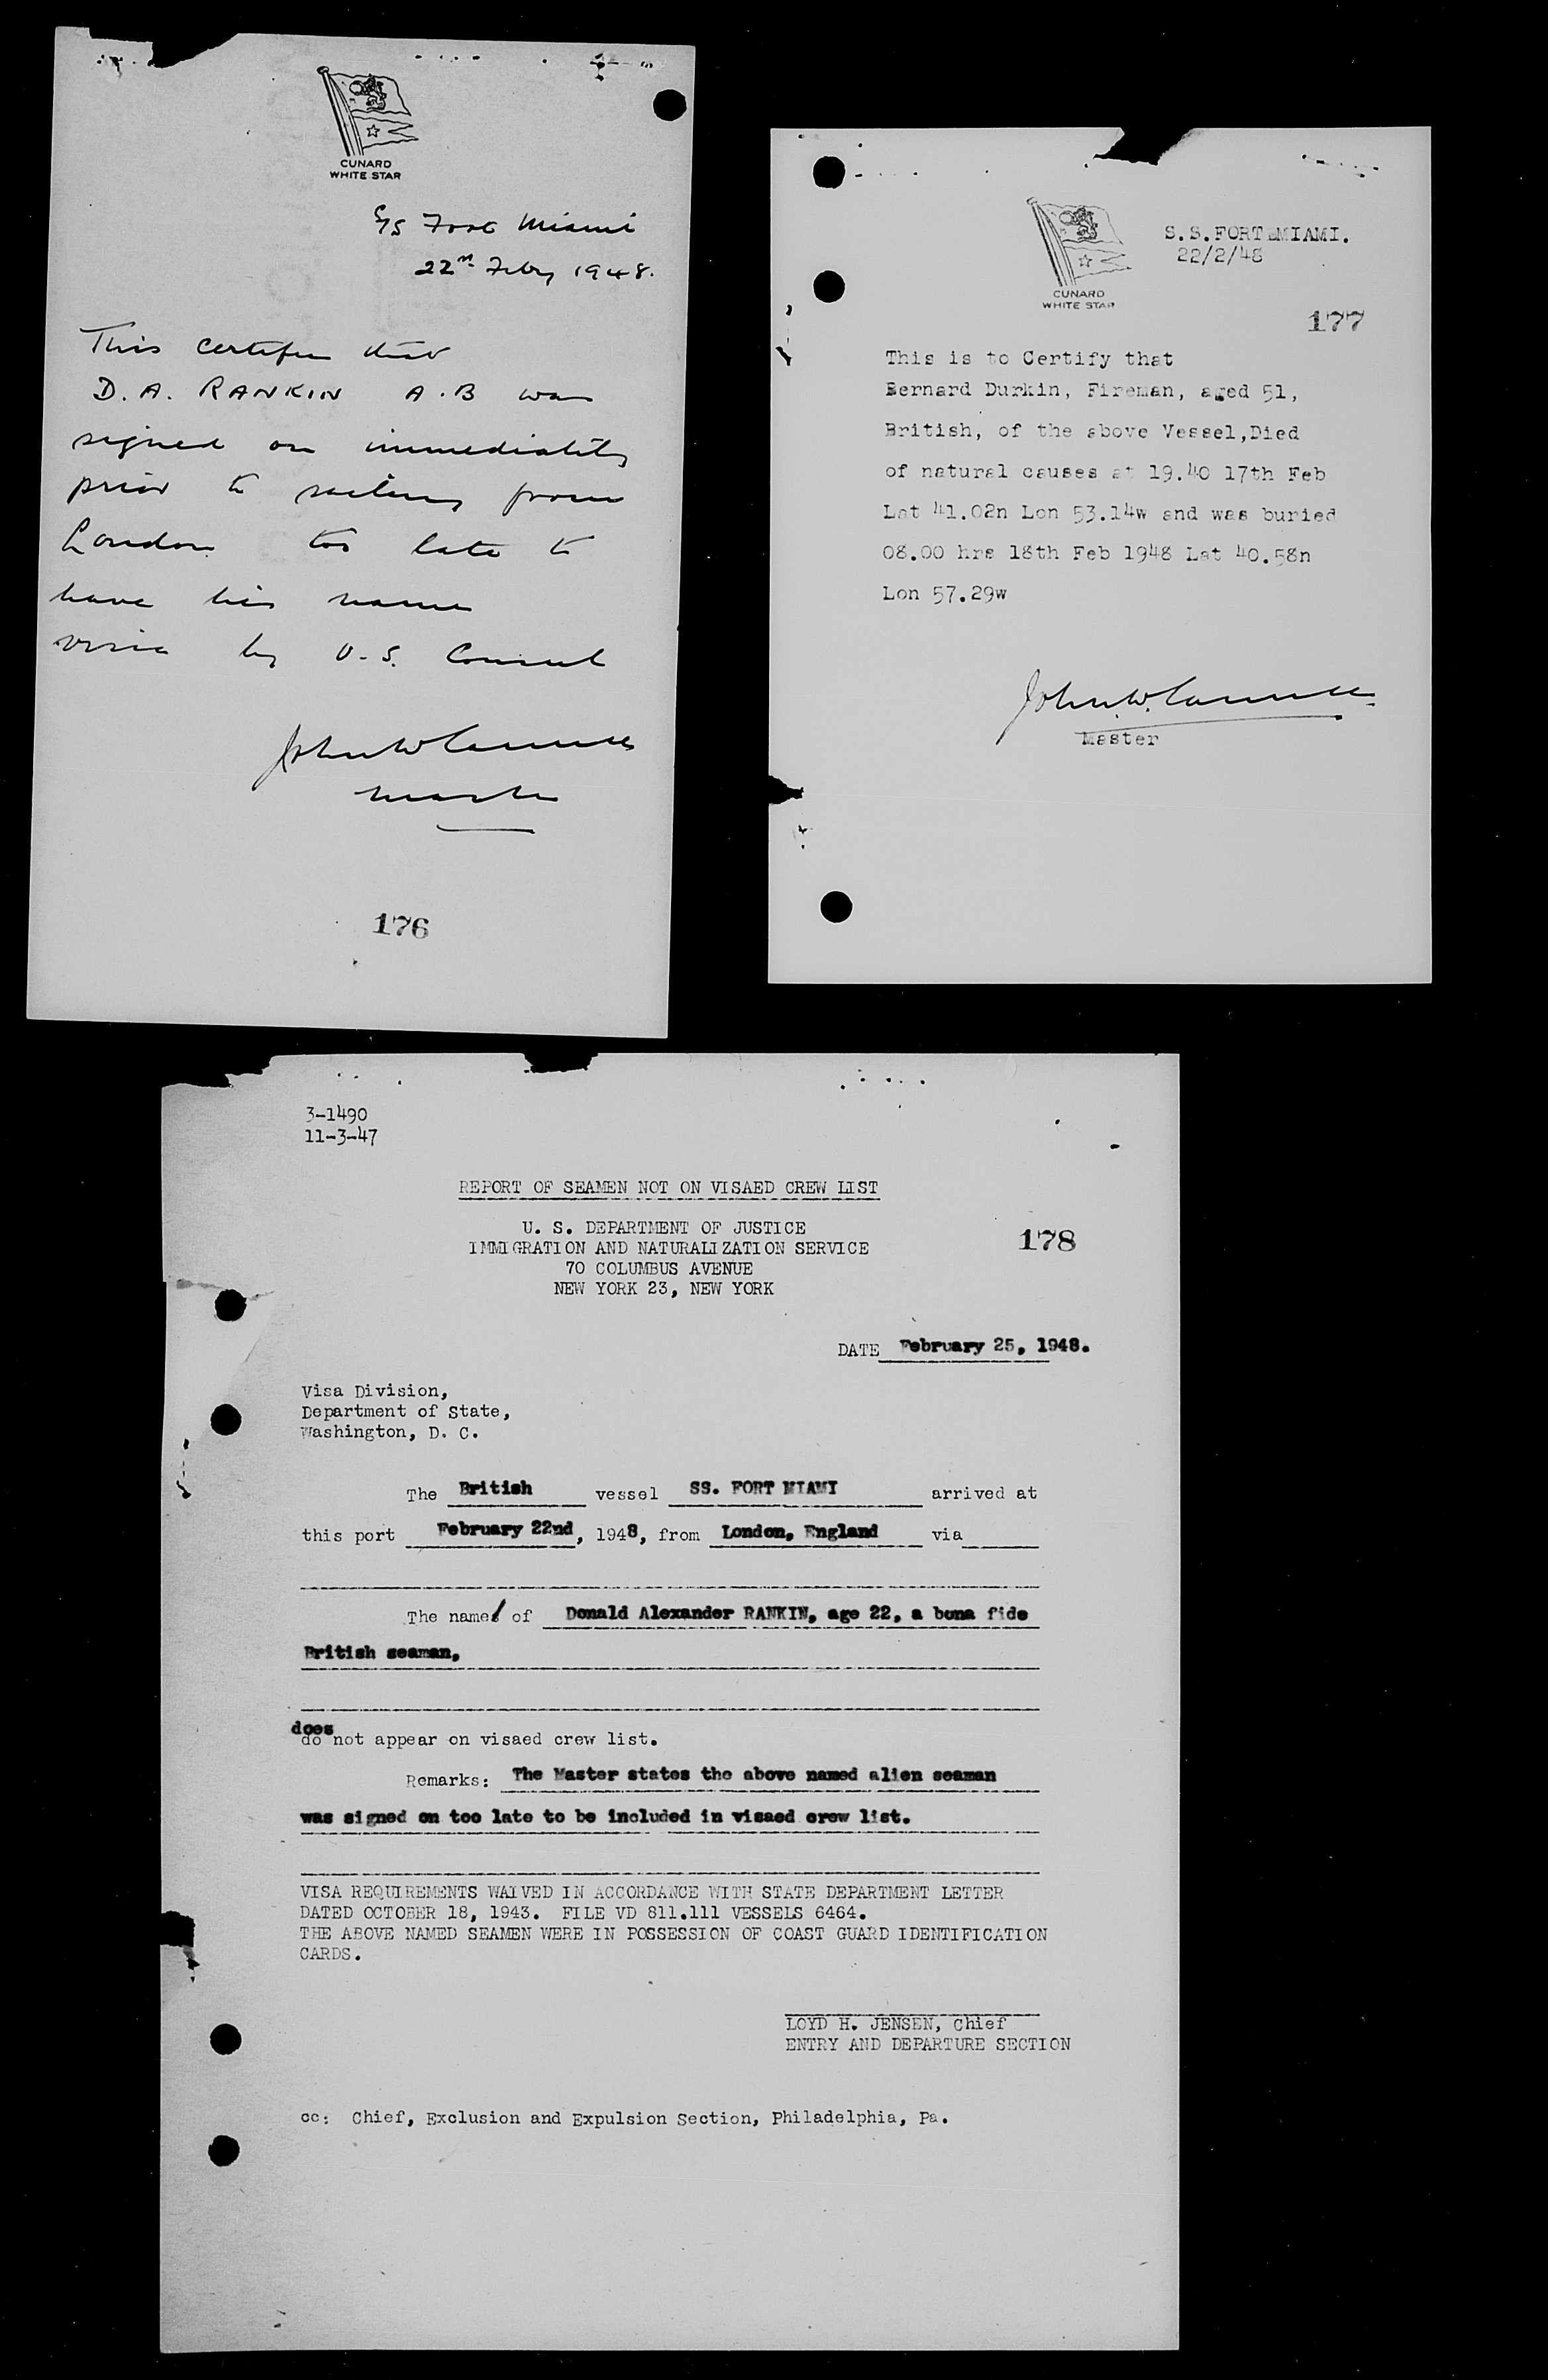 CUNARD
WHITE STAR
S/S Fort Miami
22nd Feby 1948.
This certifies that
D. A. RANKIN A.B was
signed on immediately
prior to sailing from
London too late to
have his name
visa by U.S. Consul
John W
Master
176
CUNARD
WHITE STAR
S.S.FORT MIAMI.
22/2/48
177
This is to Certify that
Bernard Durkin, Fireman, aged 51,
British, of the above Vessel,Died
of natural causes at 19.40 17th Feb
Lat 41.02n Lon 53.14w and was buried
08.00 hrs 18th Feb 1948 Lat 40.58n
Lon 57.29w
John.W.
Master
3-1490
11-3-47
REPORT OF SEAMEN NOT ON VISAED CREW LIST
U. S. DEPARTMENT OF JUSTICE
IMMIGRATION AND NATURALIZATION SERVICE
70 COLUMBUS AVENUE
NEW YORK 23, NEW YORK
178
DATE February 25, 1948.
Visa Division,
Department of State,
Washington, D. C.
The British vessel SS. FORT MIAMI arrived at
this port February 22nd, 1948, from London, England via
The name of Donald Alexander RANKIN, age 22, a bona fide
British seaman,
does
do not appear on visaed crew list.
Remarks: The Master states the above named alien seaman
was signed on too late to be included in visaed crew list.
VISA REQUIREMENTS WAIVED IN ACCORDANCE WITH STATE DEPARTMENT LETTER
DATED OCTOBER 18, 1943. FILE VD 811.111 VESSELS 6464.
THE ABOVE NAMED SEAMEN WERE IN POSSESSION OF COAST GUARD IDENTIFICATION
CARDS.
LOYD H. JENSEN, Chief
ENTRY AND DEPARTURE SECTION
cc: Chief, Exclusion and Expulsion Section, Philadelphia, Pa.